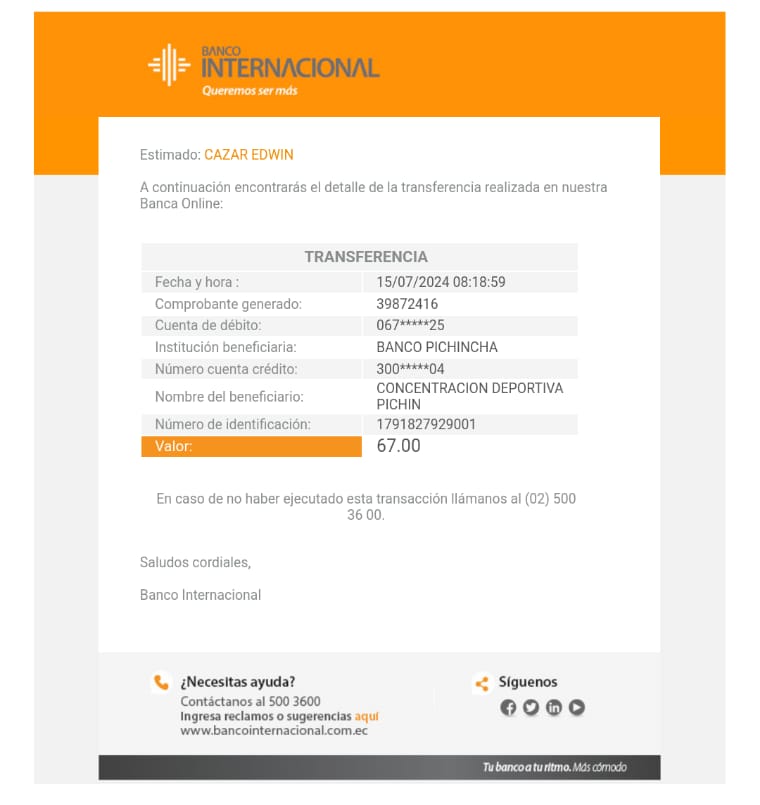 BANCO
INTERNACIONAL
Queremos ser más
Estimado: CAZAR EDWIN
A continuación encontrarás el detalle de la transferencia realizada en nuestra
Banca Online:
TRANSFERENCIA
Fecha y hora : 15/07/2024 08:18:59
Comprobante generado: 39872416
Cuenta de débito: 067*****25
Institución beneficiaria: BANCO PICHINCHA
Número cuenta crédito: 300*****04
Nombre del beneficiario: CONCENTRACION DEPORTIVA
PICHIN
Número de identificación: 1791827929001
Valor: 67.00
En caso de no haber ejecutado esta transacción llámanos al (02) 500
36 00.
Saludos cordiales,
Banco Internacional
¿Necesitas ayuda?
Contáctanos al 500 3600
Ingresa reclamos o sugerencias aquí
www.bancointernacional.com.ec
Síguenos
Tu banco a tu ritmo. Más cómodo